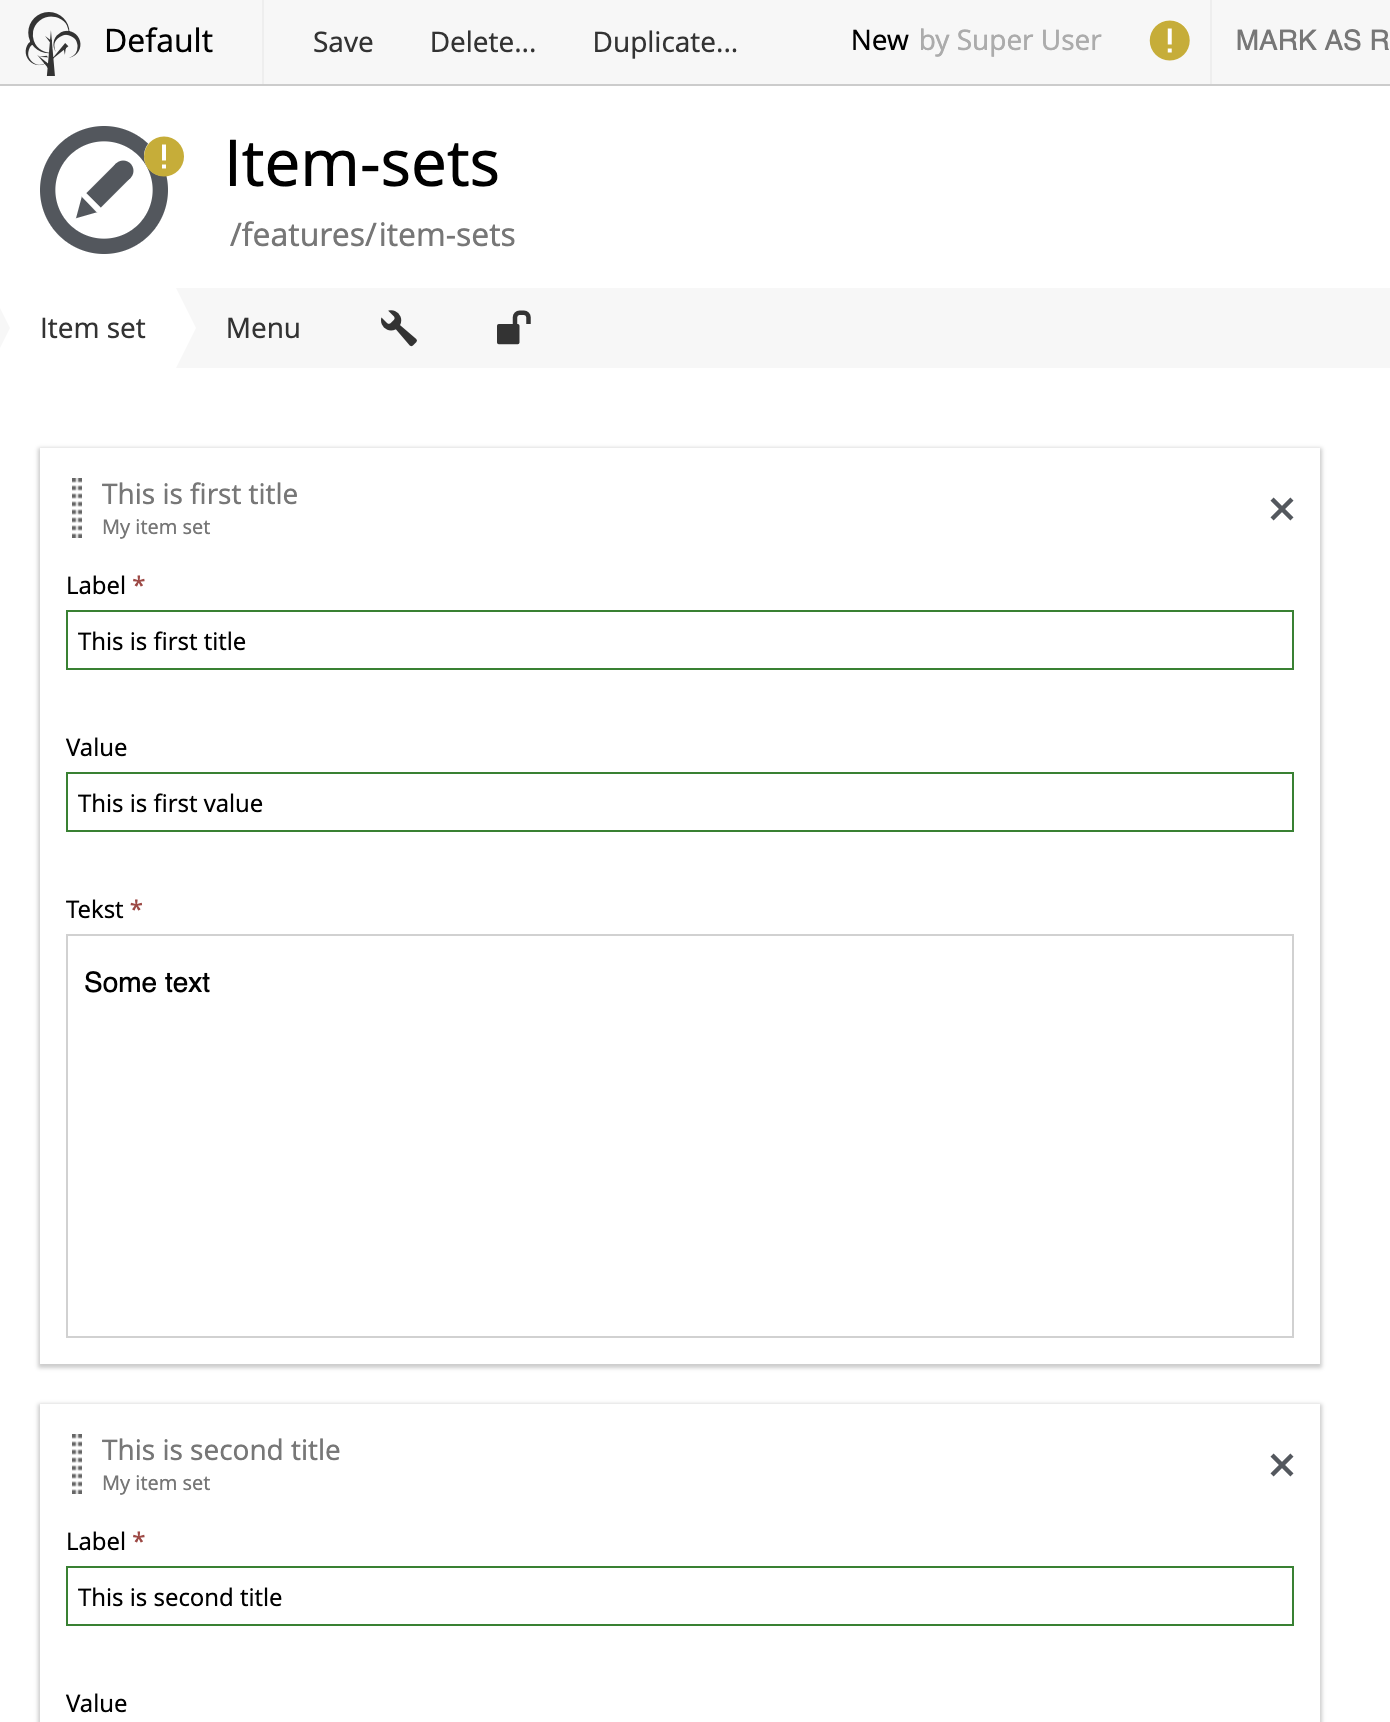 Default
Save
Delete...
Duplicate...
New by Super User
MARK AS R
Item-sets
/features/item-sets
Item set
Menu
This is first title
My item set
Label *
This is first title
Value
This is first value
Tekst *
Some text
This is second title
My item set
Label *
This is second title
Value